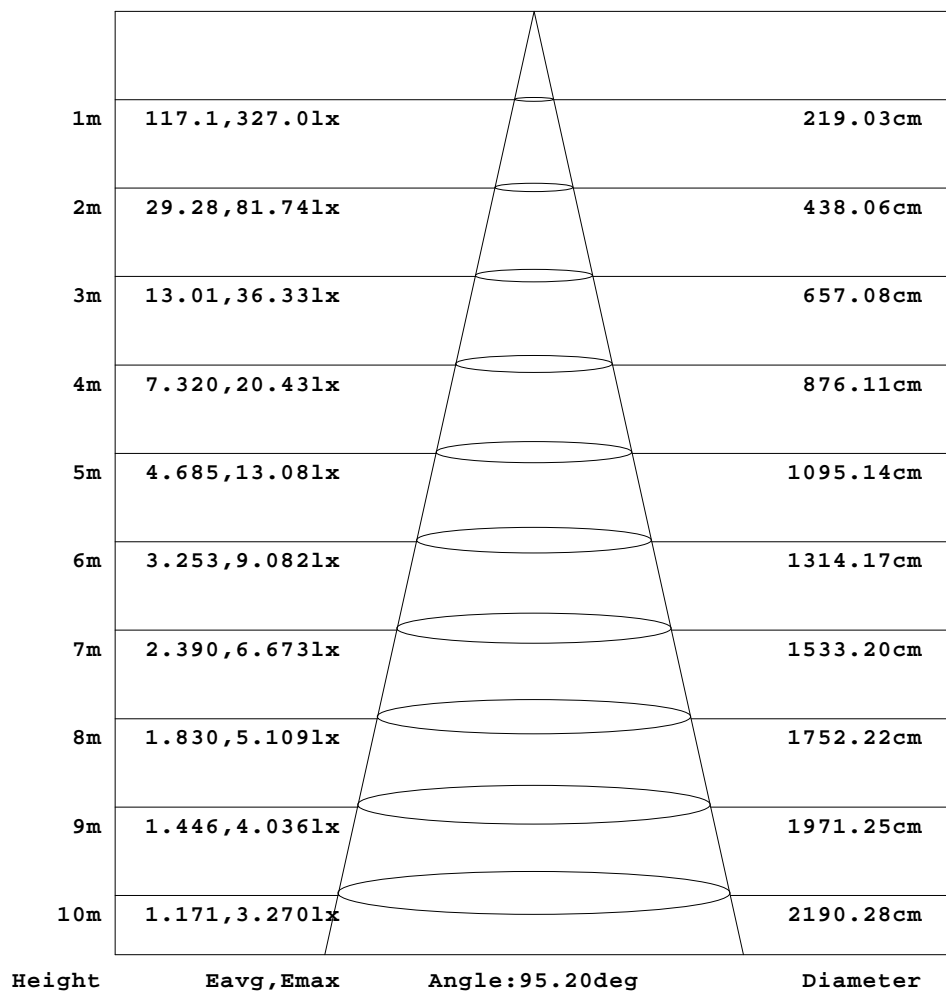 1m 117.1,327.0lx 219.03cm
2m 29.28,81.74lx 438.06cm
3m 13.01,36.33lx 657.08cm
4m 7.320,20.43lx 876.11cm
5m 4.685,13.08lx 1095.14cm
6m 3.253,9.082lx 1314.17cm
7m 2.390,6.673lx 1533.20cm
8m 1.830,5.109lx 1752.22cm
9m 1.446,4.036lx 1971.25cm
10m 1.171,3.270lx 2190.28cm
Height Eavg,Emax Angle:95.20deg Diameter